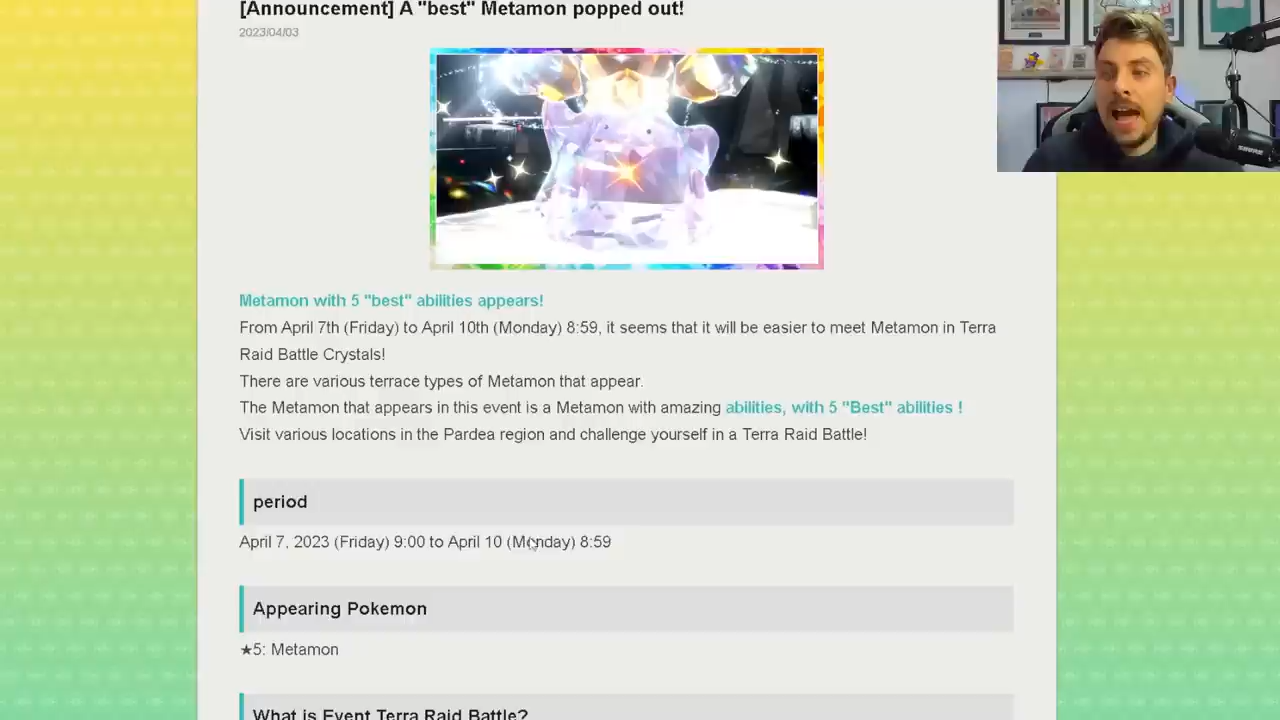 [Announcement] A "best" Metamon popped out!
2023/04/03
Metamon with 5 "best" abilities appears!
From April 7th (Friday) to April 10th (Monday) 8:59, it seems that it will be easier to meet Metamon in Terra
Raid Battle Crystals!
There are various terrace types of Metamon that appear.
The Metamon that appears in this event is a Metamon with amazing abilities, with 5 "Best" abilities !
Visit various locations in the Pardea region and challenge yourself in a Terra Raid Battle!
period
April 7, 2023 (Friday) 9:00 to April 10 (Monday) 8:59
Appearing Pokemon
★5: Metamon
What is Event Terra Raid Battle?